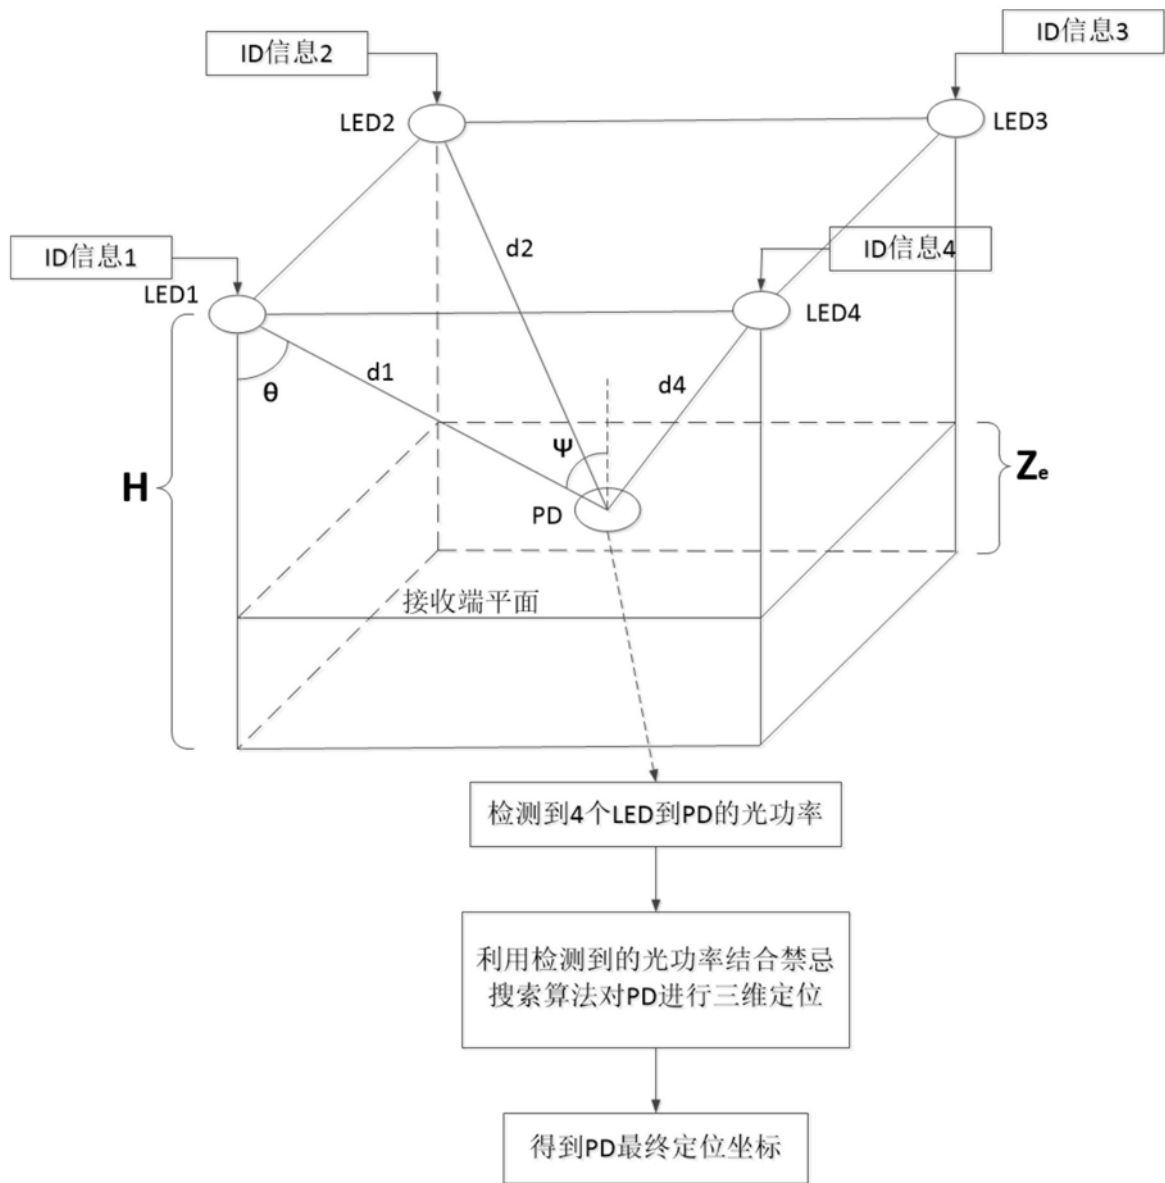 ID信息3
ID信息2
LED2
LED3
ID信息1
d2
ID信息4
LED1
LED4
θ
d1
d4
H
Ψ
Ze
PD
接收端平面
检测到4个LED到PD的光功率
利用检测到的光功率结合禁忌
搜索算法对PD进行三维定位
得到PD最终定位坐标